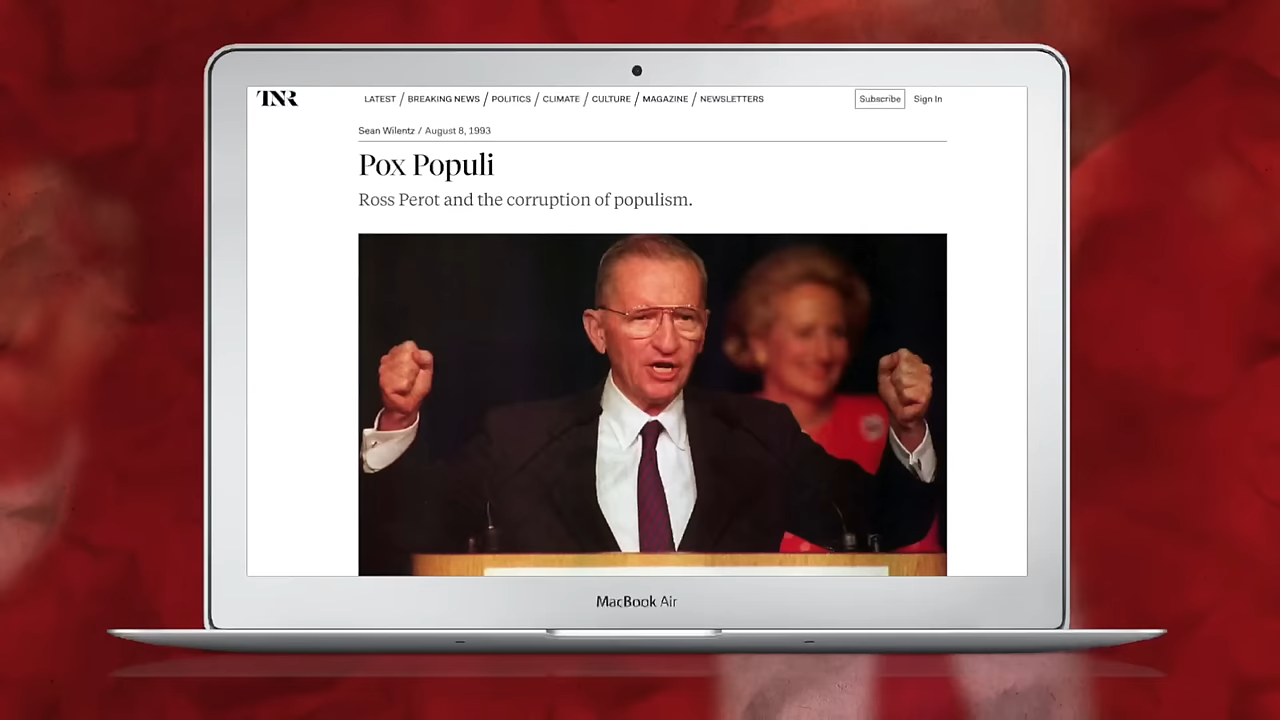 TNR
LATEST / BREAKING NEWS / POLITICS / CLIMATE / CULTURE / MAGAZINE / NEWSLETTERS
Subscribe
Sign In
Sean Wilentz / August 8, 1993
Pox Populi
Ross Perot and the corruption of populism.
MacBook Air